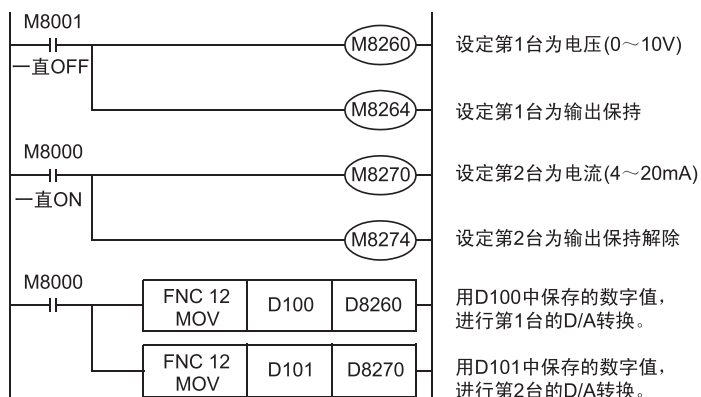 M8001
一直OFF
M8260
设定第1台为电压(0～10V)
M8264
设定第1台为输出保持
M8000
一直ON
M8270
设定第2台为电流(4～20mA)
M8274
设定第2台为输出保持解除
M8000
FNC 12
MOV
D100
D8260
用D100中保存的数字值，
进行第1台的D/A转换。
FNC 12
MOV
D101
D8270
用D101中保存的数字值，
进行第2台的D/A转换。